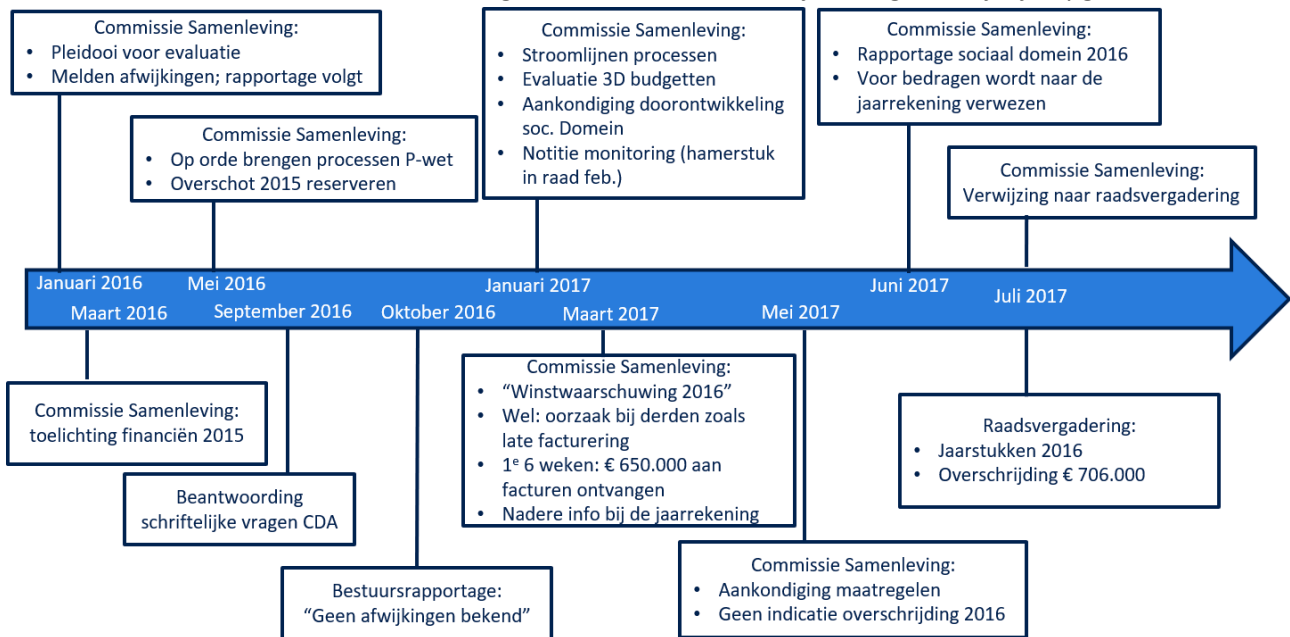 Commissie Samenleving:
• Pleidooi voor evaluatie
• Melden afwijkingen; rapportage volgt
Commissie Samenleving:
• Op orde brengen processen P-wet
• Overschot 2015 reserveren
Commissie Samenleving:
• Stroomlijnen processen
• Evaluatie 3D budgetten
• Aankondiging doorontwikkeling
soc. Domein
• Notitie monitoring (hamerstuk
in raad feb.)
Commissie Samenleving:
• Rapportage sociaal domein 2016
• Voor bedragen wordt naar de
jaarrekening verwezen
Commissie Samenleving:
Verwijzing naar raadsvergadering
Januari 2016
Maart 2016
Mei 2016
September 2016
Oktober 2016
Januari 2017
Maart 2017
Mei 2017
Juni 2017
Juli 2017
Commissie Samenleving:
toelichting financiën 2015
Beantwoording
schriftelijke vragen CDA
Bestuursrapportage:
“Geen afwijkingen bekend”
Commissie Samenleving:
• “Winstwaarschuwing 2016”
• Wel: oorzaak bij derden zoals
late facturering
• 1e 6 weken: € 650.000 aan
facturen ontvangen
• Nadere info bij de jaarrekening
Commissie Samenleving:
• Aankondiging maatregelen
• Geen indicatie overschrijding 2016
Raadsvergadering:
• Jaarstukken 2016
• Overschrijding € 706.000